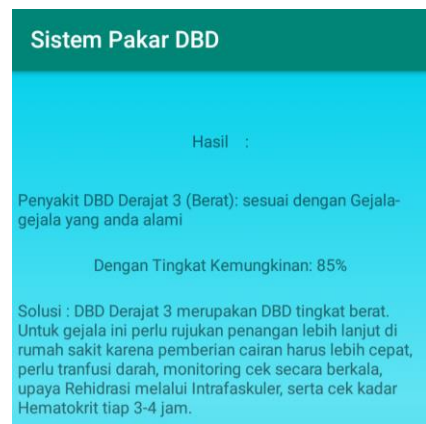 Sistem Pakar DBD
Hasil :
Penyakit DBD Derajat 3 (Berat): sesuai dengan Gejala-
gejala yang anda alami
Dengan Tingkat Kemungkinan: 85%
Solusi : DBD Derajat 3 merupakan DBD tingkat berat.
Untuk gejala ini perlu rujukan penangan lebih lanjut di
rumah sakit karena pemberian cairan harus lebih cepat,
perlu tranfusi darah, monitoring cek secara berkala,
upaya Rehidrasi melalui Intrafaskuler, serta cek kadar
Hematokrit tiap 3-4 jam.